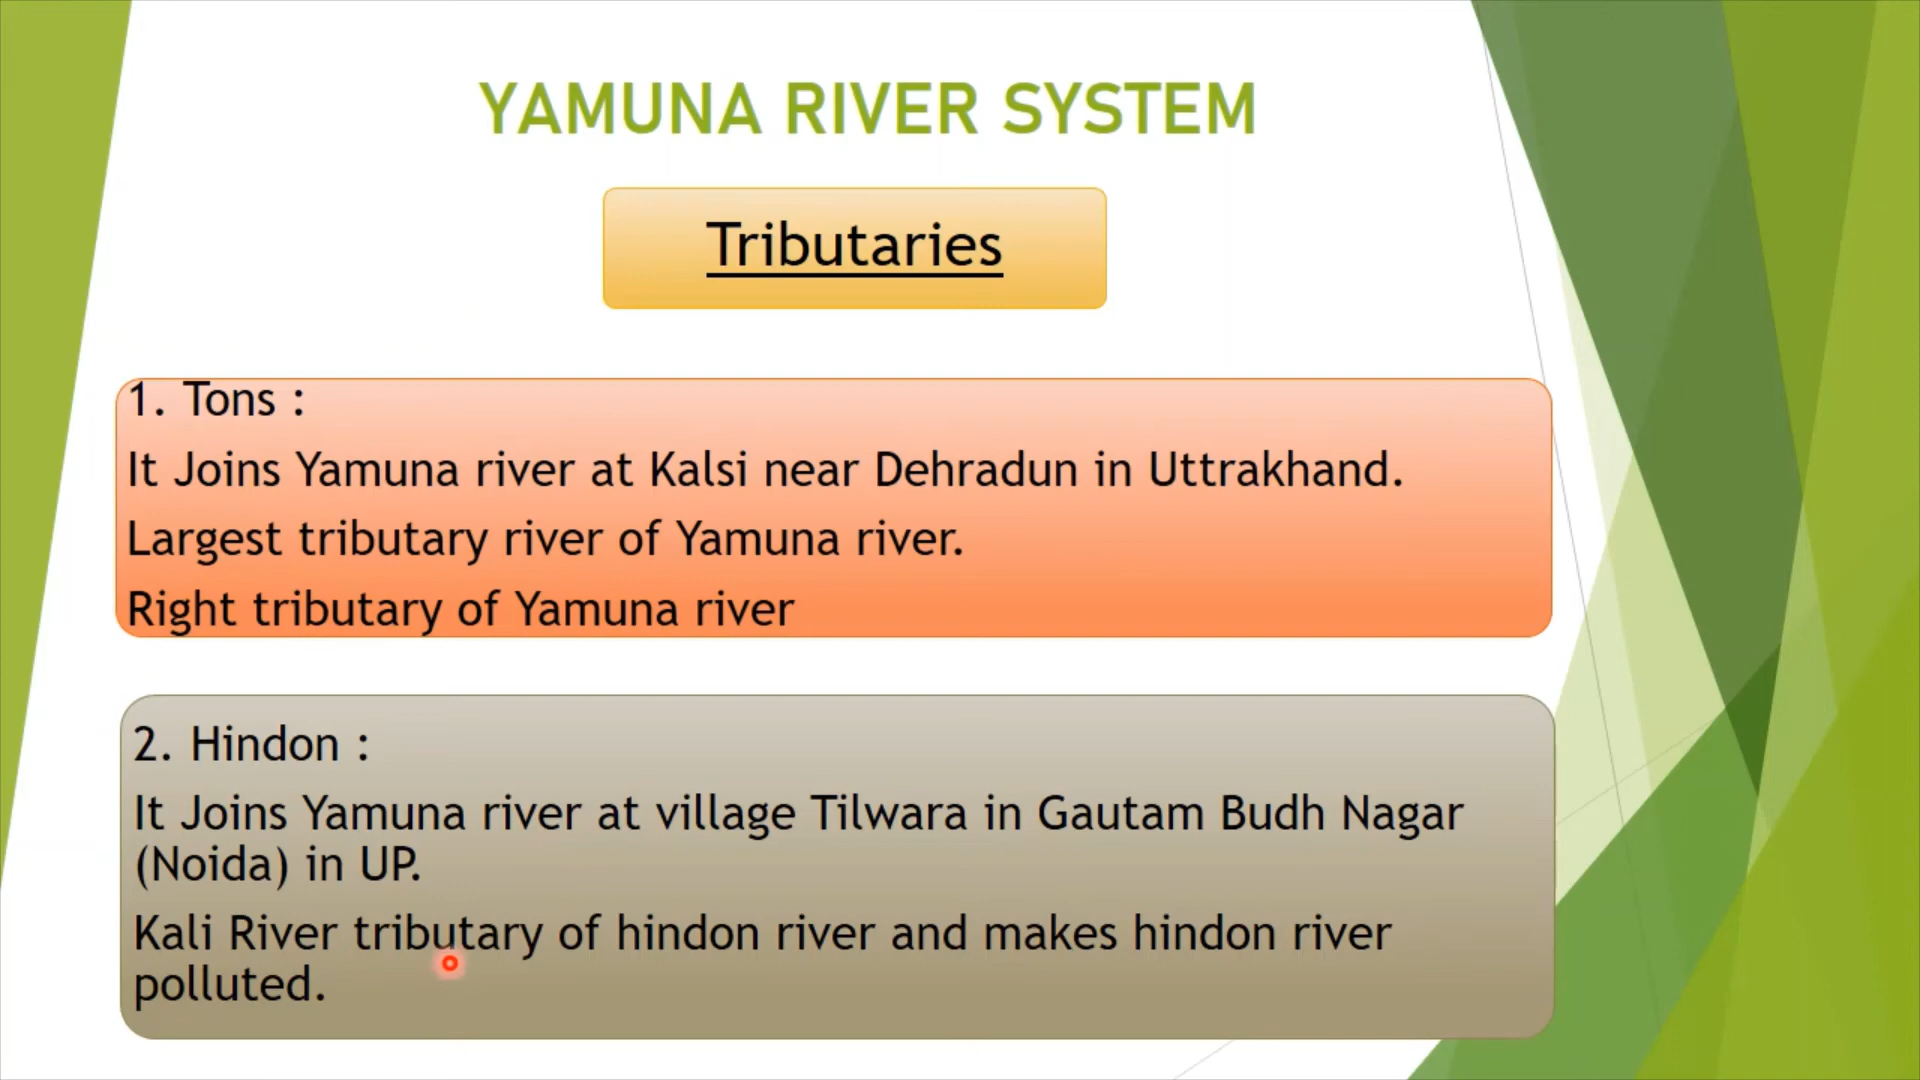 YAMUNA RIVER SYSTEM
Tributaries
1. Tons :
It Joins Yamuna river at Kalsi near Dehradun in Uttrakhand.
Largest tributary river of Yamuna river.
Right tributary of Yamuna river
2. Hindon :
It Joins Yamuna river at village Tilwara in Gautam Budh Nagar
(Noida) in UP.
Kali River tributary of hindon river and makes hindon river
polluted.